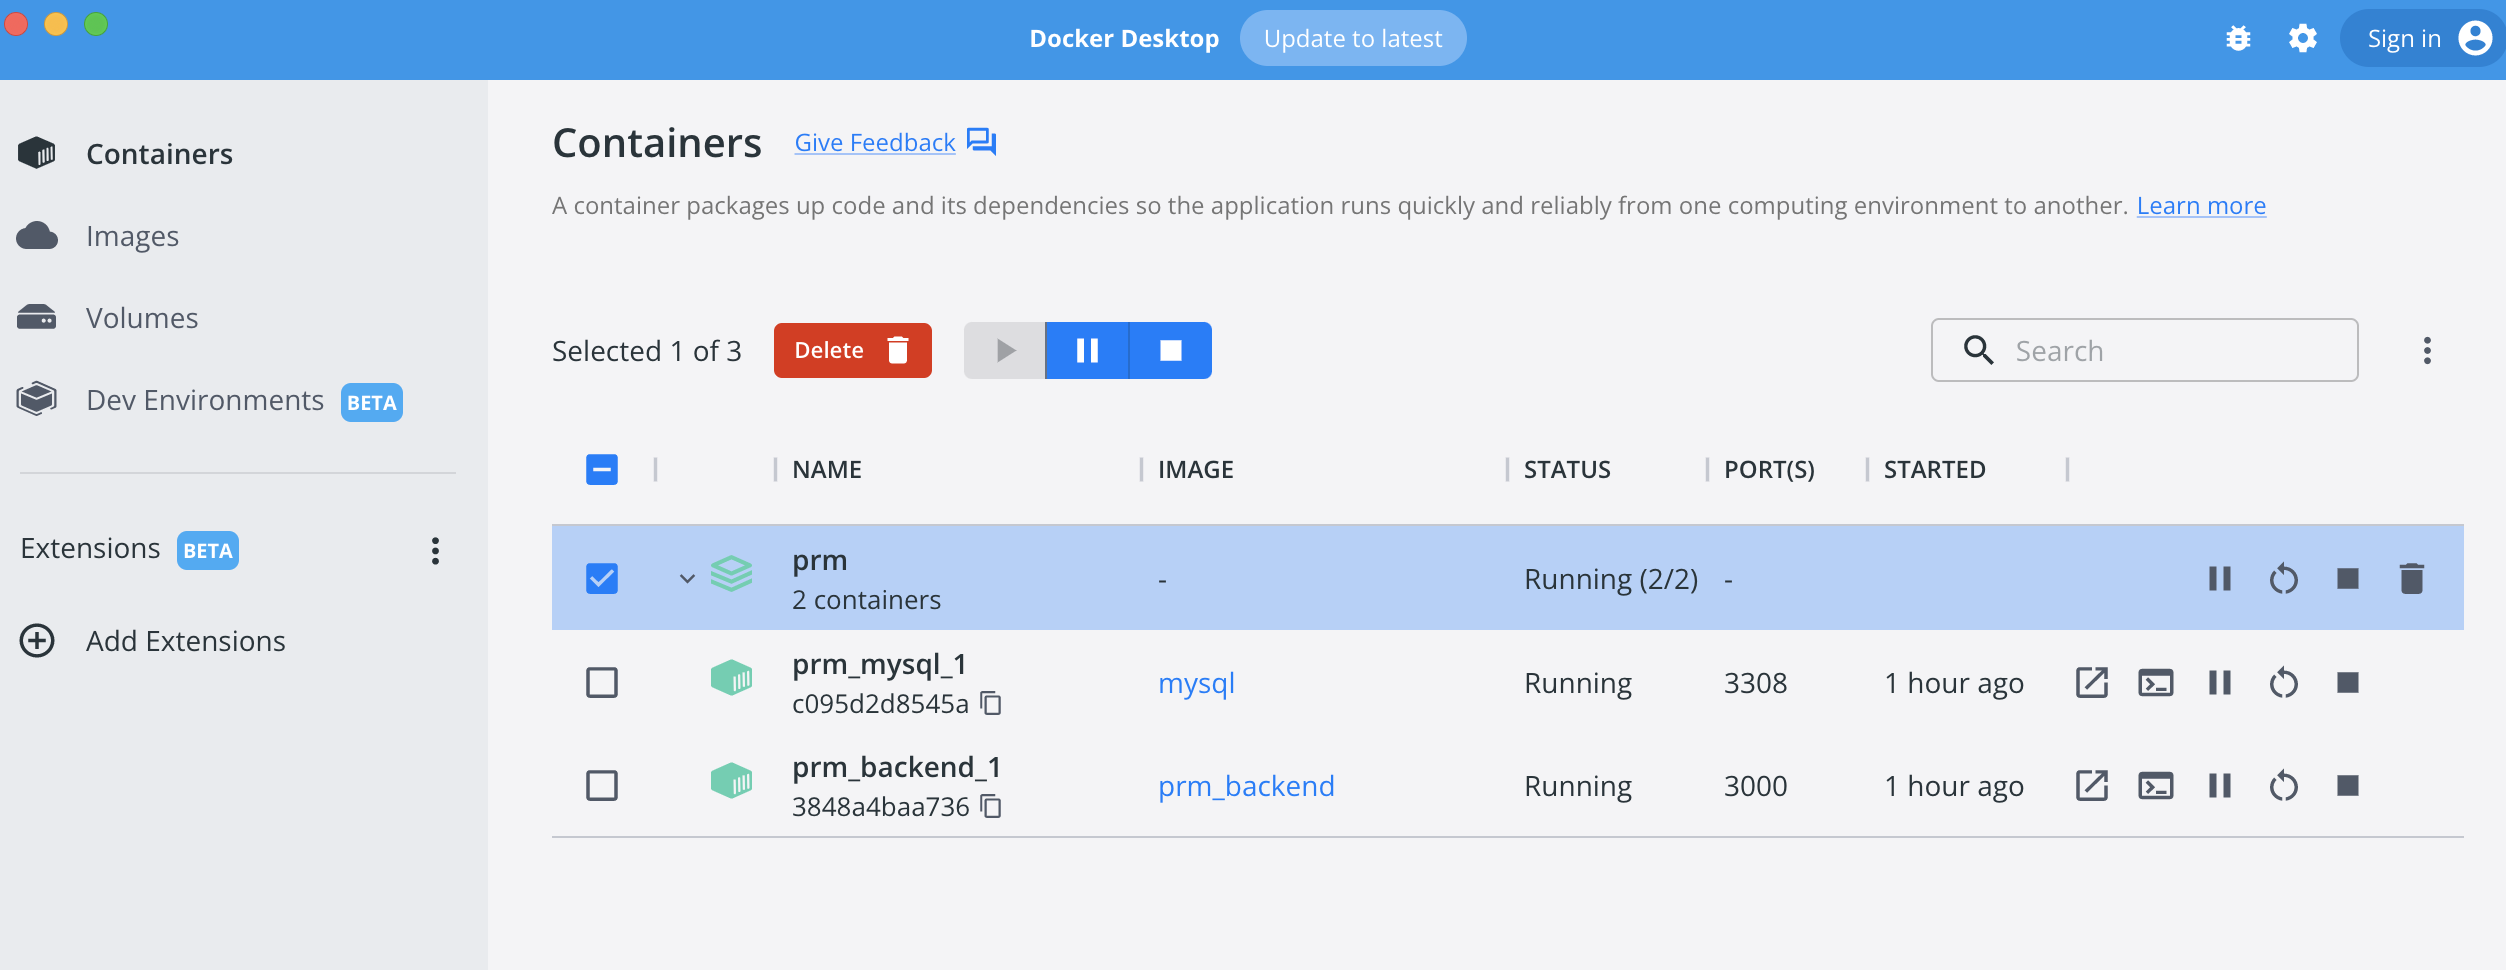 Docker Desktop Update to latest Sign in
Containers
Images
Volumes
Dev Environments BETA
Extensions BETA
Add Extensions
Containers Give Feedback
A container packages up code and its dependencies so the application runs quickly and reliably from one computing environment to another. Learn more
Selected 1 of 3 Delete Search
NAME IMAGE STATUS PORT(S) STARTED
prm
2 containers
- Running (2/2) -
prm_mysql_1
c095d2d8545a
mysql Running 3308 1 hour ago
prm_backend_1
3848a4baa736
prm_backend Running 3000 1 hour ago